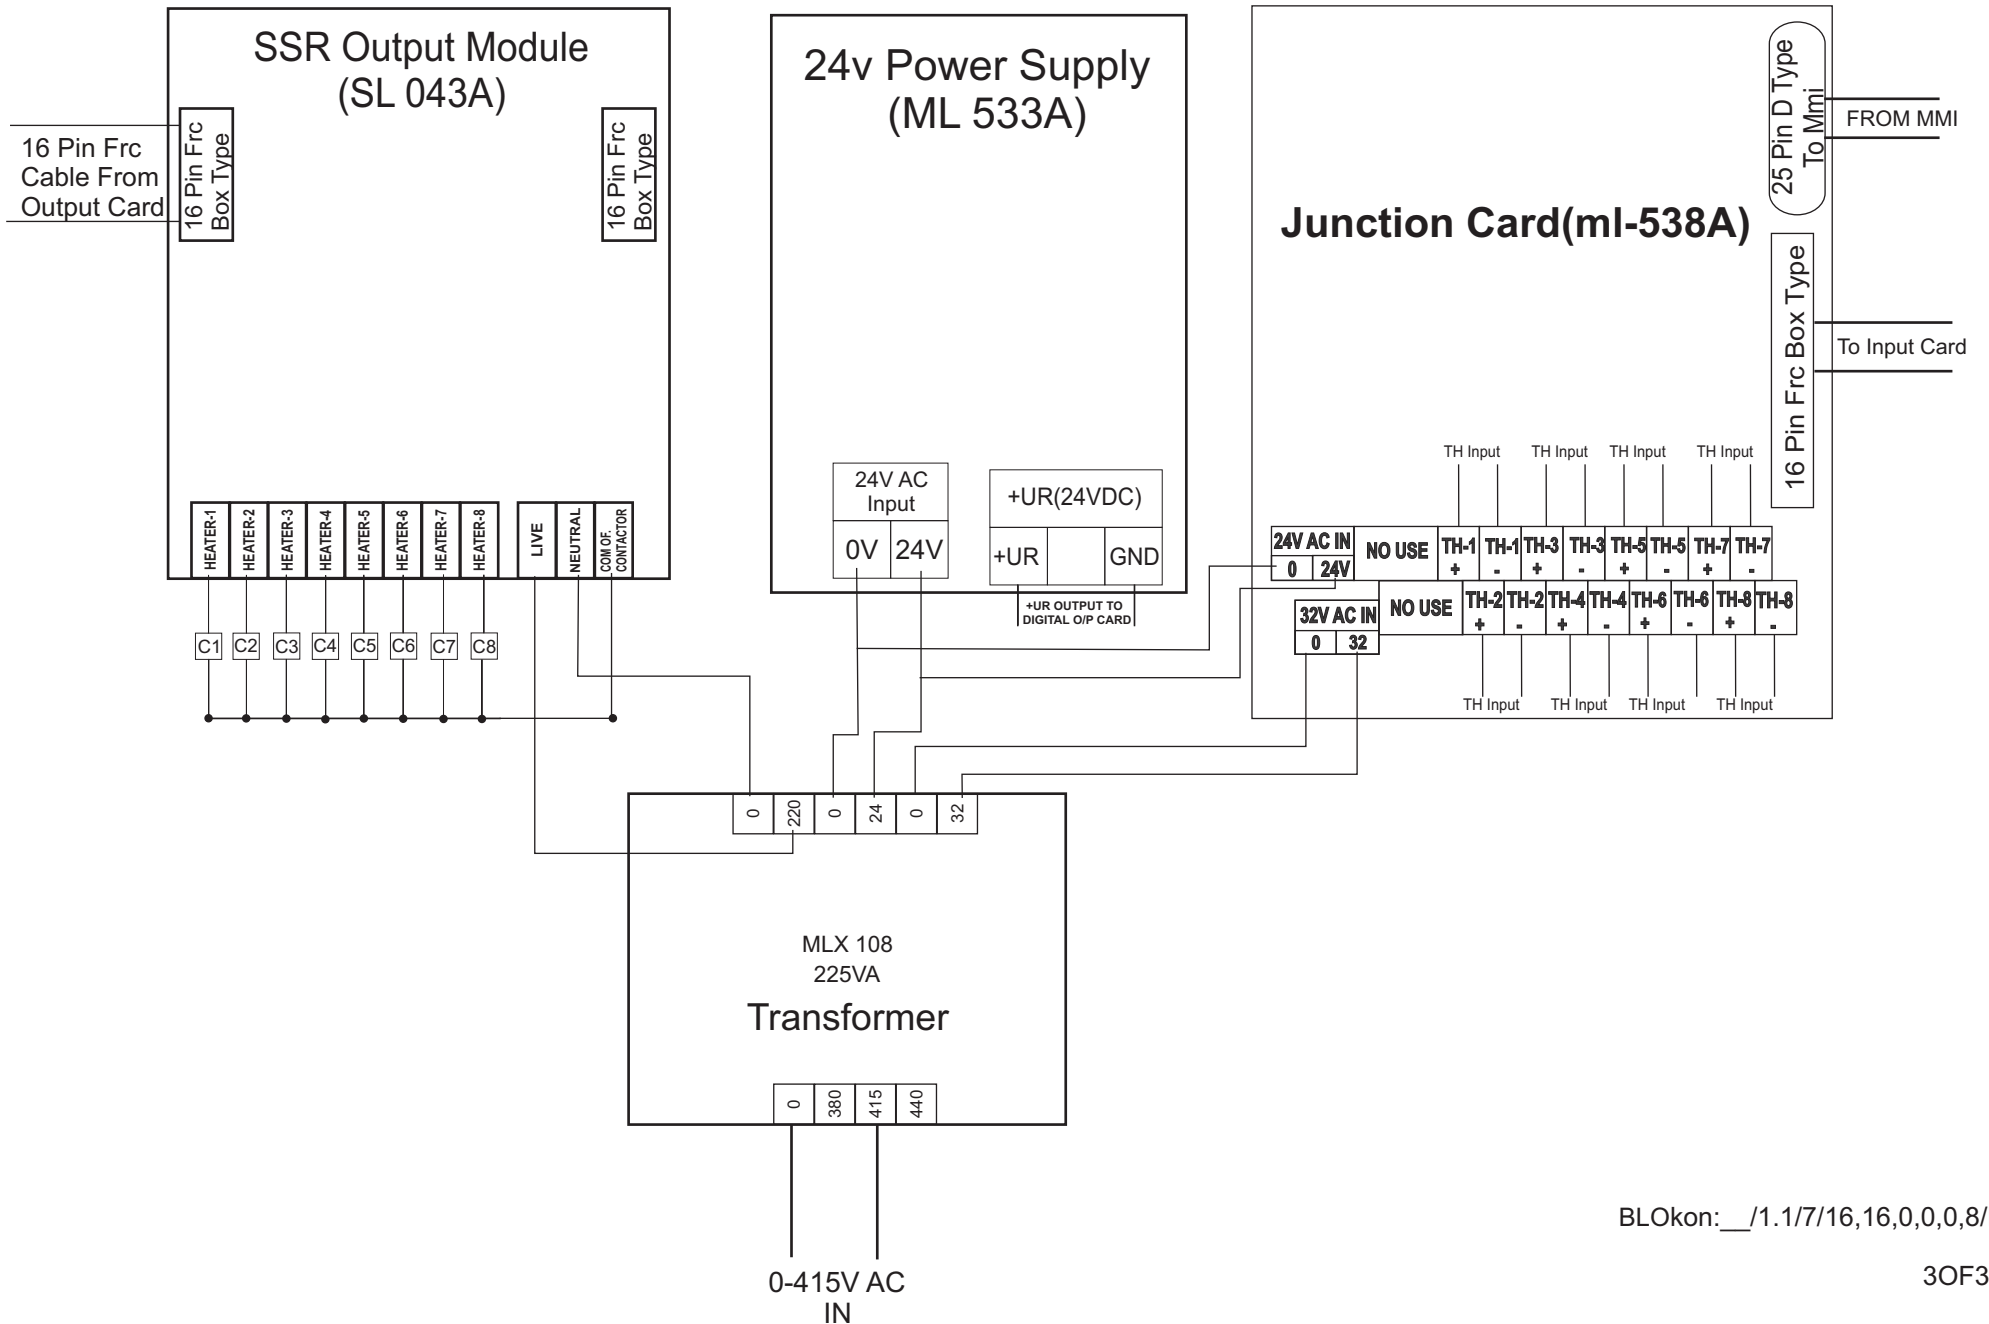 SSR Output Module
(SL 043A)
16 Pin Frc
Cable From
Output Card
16 Pin Frc
Box Type
16 Pin Frc
Box Type
HEATER-1
HEATER-2
HEATER-3
HEATER-4
HEATER-5
HEATER-6
HEATER-7
HEATER-8
LIVE
NEUTRAL
COM OF.
CONTACTOR
C1
C2
C3
C4
C5
C6
C7
C8
24v Power Supply
(ML 533A)
24V AC
Input
0V
24V
+UR(24VDC)
+UR
GND
+UR OUTPUT TO
DIGITAL O/P CARD
Junction Card(ml-538A)
25 Pin D Type
To Mmi
FROM MMI
16 Pin Frc Box Type
To Input Card
TH Input
TH Input
TH Input
TH Input
24V AC IN
0
24V
NO USE
TH-1
+
TH-1
-
TH-3
+
TH-3
-
TH-5
+
TH-5
-
TH-7
+
TH-7
-
32V AC IN
0
32
NO USE
TH-2
+
TH-2
-
TH-4
+
TH-4
-
TH-6
+
TH-6
-
TH-8
+
TH-8
-
TH Input
TH Input
TH Input
TH Input
0
220
0
24
0
32
MLX 108
225VA
Transformer
0
380
415
440
0-415V AC
IN
BLOkon:__/1.1/7/16,16,0,0,0,8/
3OF3